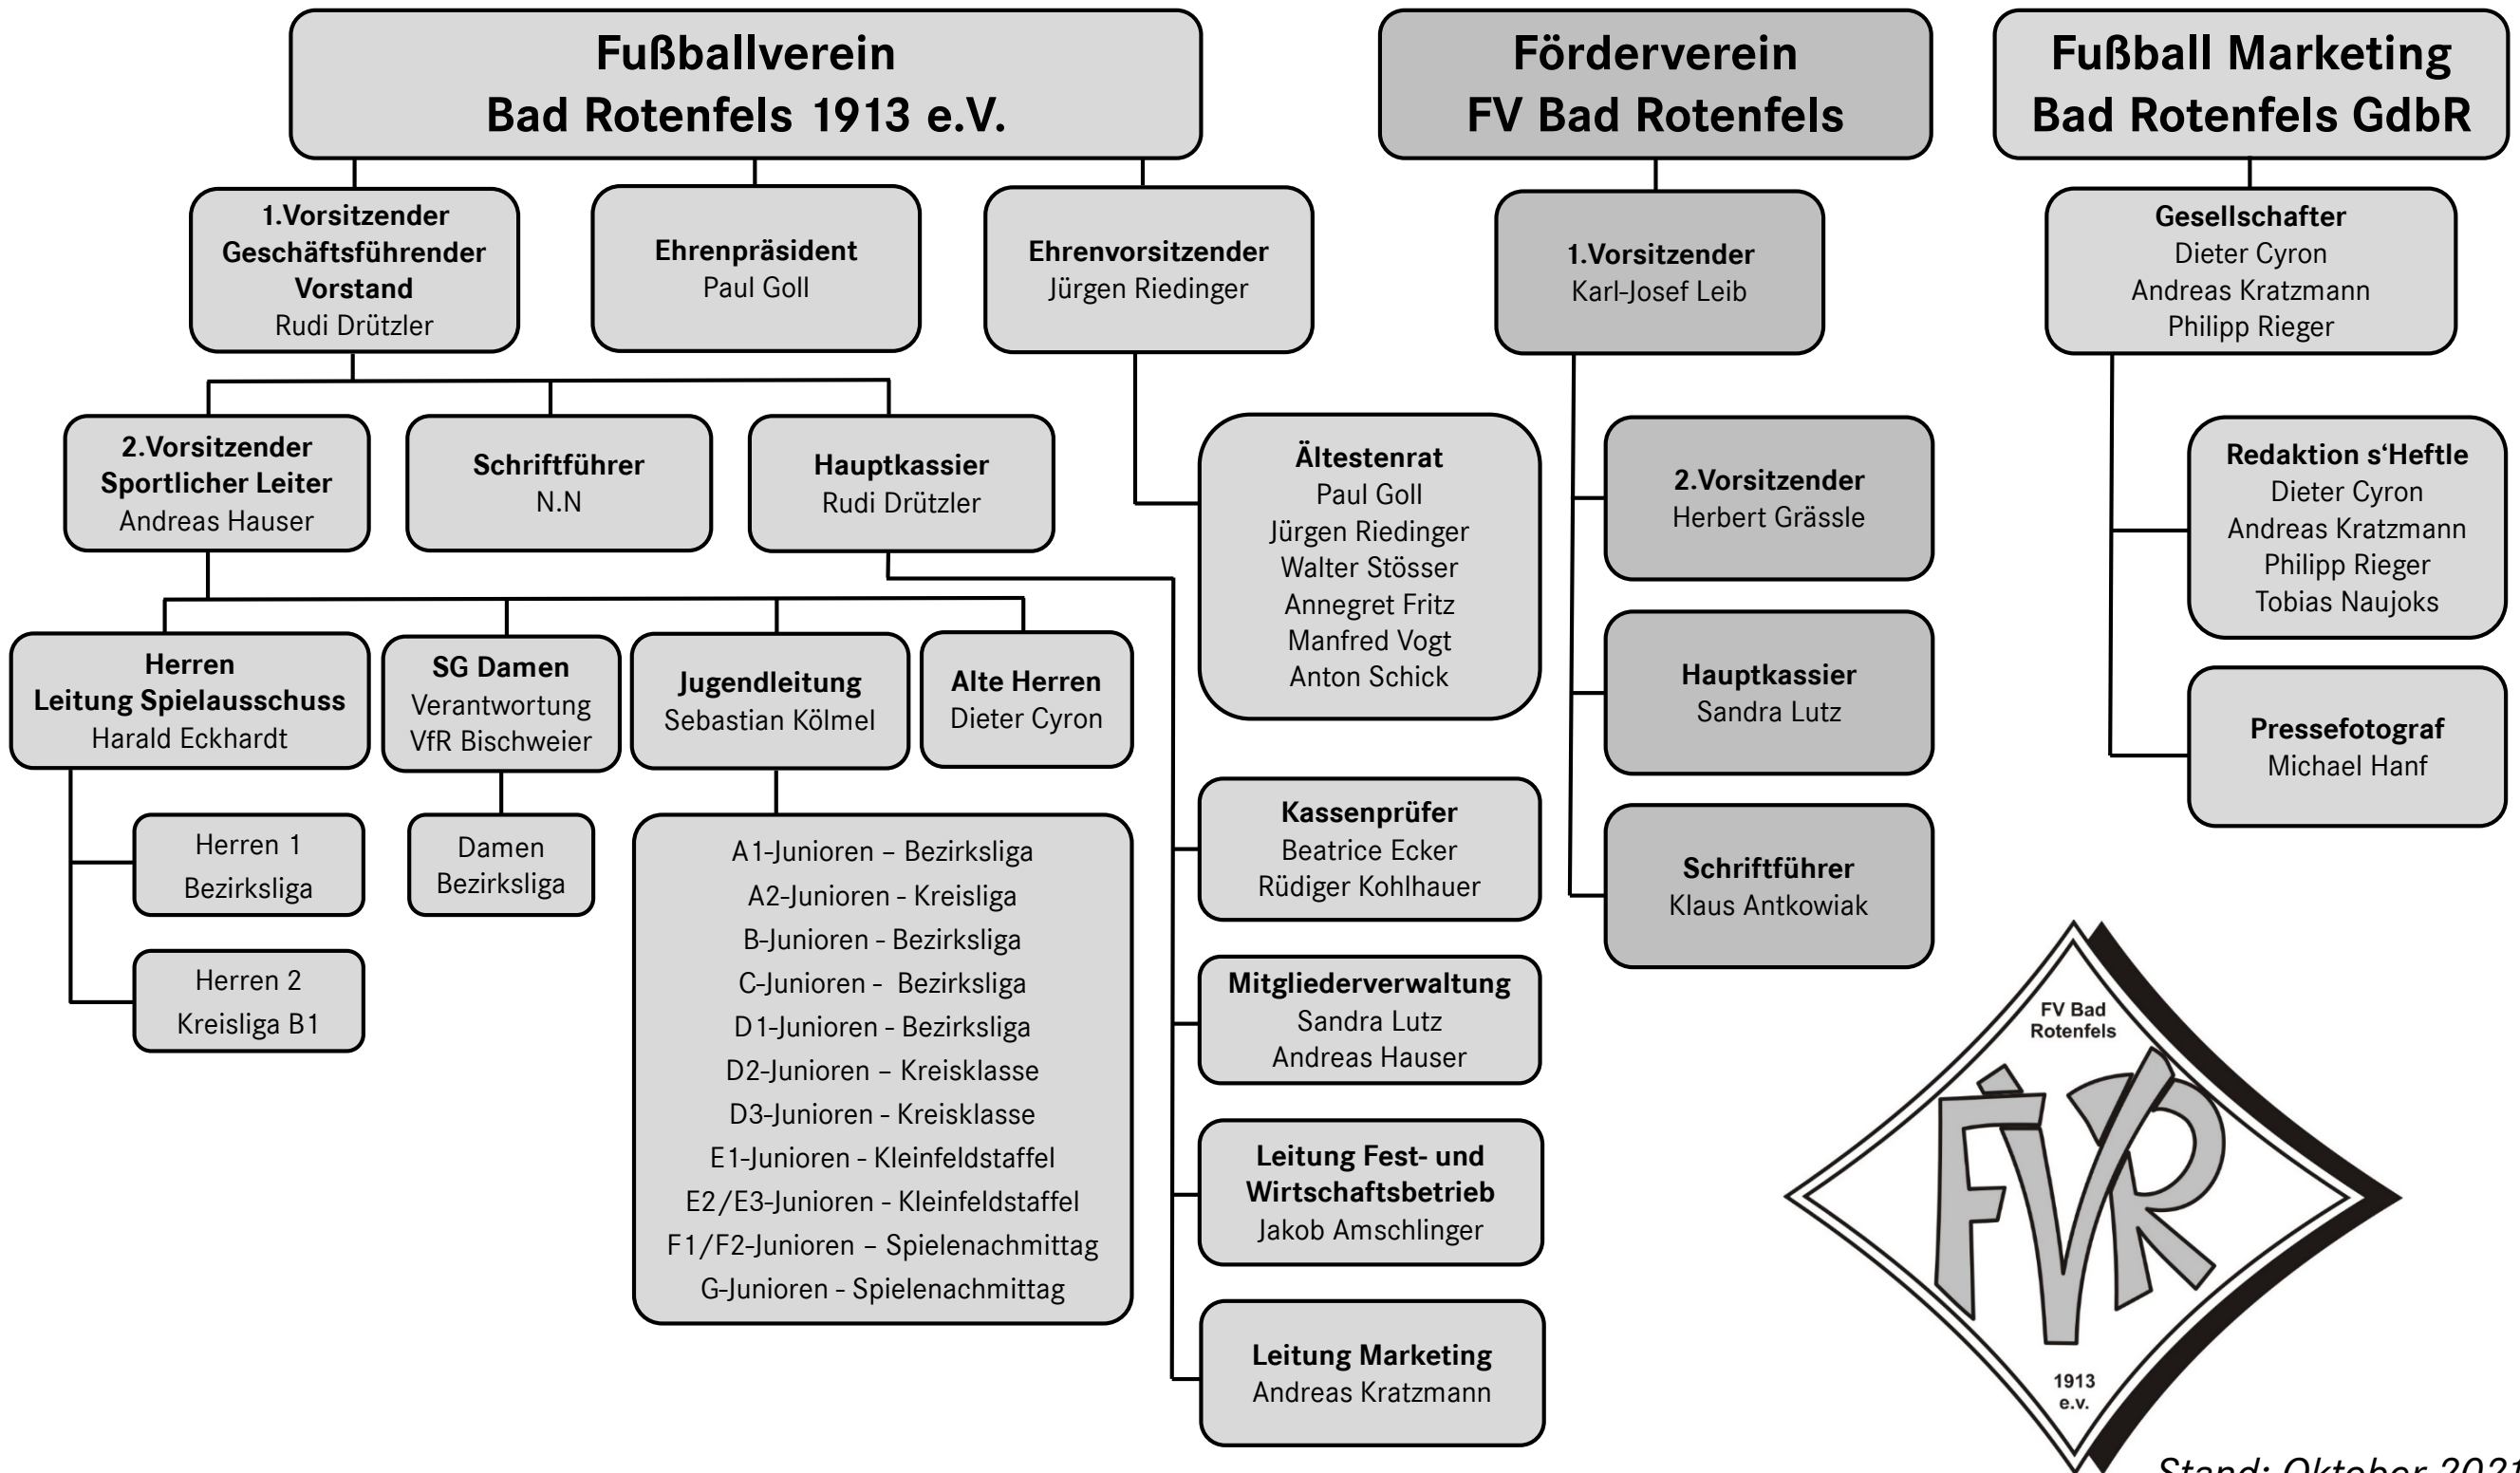 Fußballverein
Bad Rotenfels 1913 e.V.
Förderverein
FV Bad Rotenfels
Fußball Marketing
Bad Rotenfels GdbR
1.Vorsitzender
Geschäftsführender
Vorstand
Rudi Drützler
Ehrenpräsident
Paul Goll
Ehrenvorsitzender
Jürgen Riedinger
1.Vorsitzender
Karl-Josef Leib
Gesellschafter
Dieter Cyron
Andreas Kratzmann
Philipp Rieger
2.Vorsitzender
Sportlicher Leiter
Andreas Hauser
Schriftführer
N.N
Hauptkassier
Rudi Drützler
Ältestenrat
Paul Goll
Jürgen Riedinger
Walter Stösser
Annegret Fritz
Manfred Vogt
Anton Schick
2.Vorsitzender
Herbert Grässle
Redaktion s‘Heftle
Dieter Cyron
Andreas Kratzmann
Philipp Rieger
Tobias Naujoks
Herren
Leitung Spielausschuss
Harald Eckhardt
SG Damen
Verantwortung
VfR Bischweier
Jugendleitung
Sebastian Kölmel
Alte Herren
Dieter Cyron
Hauptkassier
Sandra Lutz
Pressefotograf
Michael Hanf
Herren 1
Bezirksliga
Damen
Bezirksliga
Herren 2
Kreisliga B1
A1-Junioren – Bezirksliga
A2-Junioren - Kreisliga
B-Junioren - Bezirksliga
C-Junioren - Bezirksliga
D1-Junioren - Bezirksliga
D2-Junioren – Kreisklasse
D3-Junioren - Kreisklasse
E1-Junioren - Kleinfeldstaffel
E2/E3-Junioren - Kleinfeldstaffel
F1/F2-Junioren – Spielenachmittag
G-Junioren - Spielenachmittag
Kassenprüfer
Beatrice Ecker
Rüdiger Kohlhauer
Schriftführer
Klaus Antkowiak
Mitgliederverwaltung
Sandra Lutz
Andreas Hauser
Leitung Fest- und
Wirtschaftsbetrieb
Jakob Amschlinger
Leitung Marketing
Andreas Kratzmann
FV Bad
Rotenfels
FVR
1913
e.v.
Stand: Oktober 2021